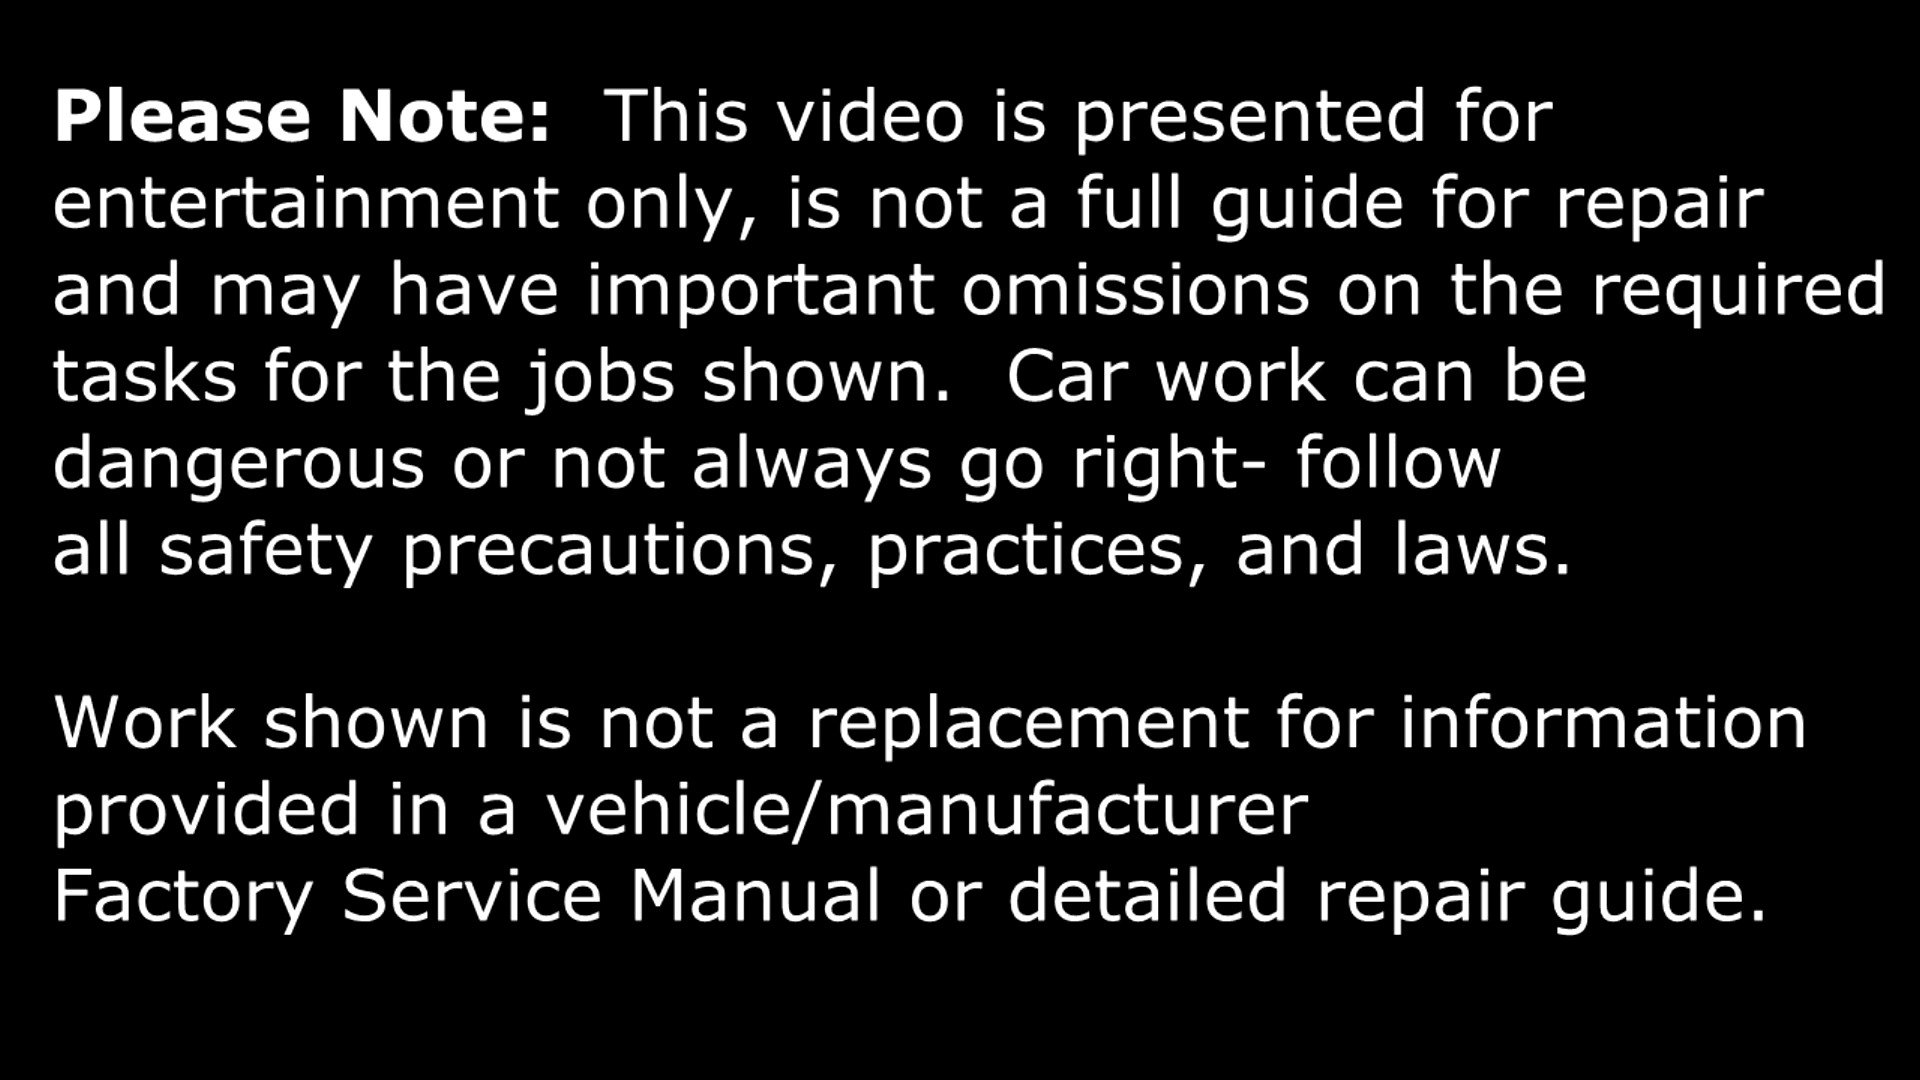 Please Note:  This video is presented for
entertainment only, is not a full guide for repair
and may have important omissions on the required
tasks for the jobs shown.  Car work can be
dangerous or not always go right- follow
all safety precautions, practices, and laws.
Work shown is not a replacement for information
provided in a vehicle/manufacturer
Factory Service Manual or detailed repair guide.